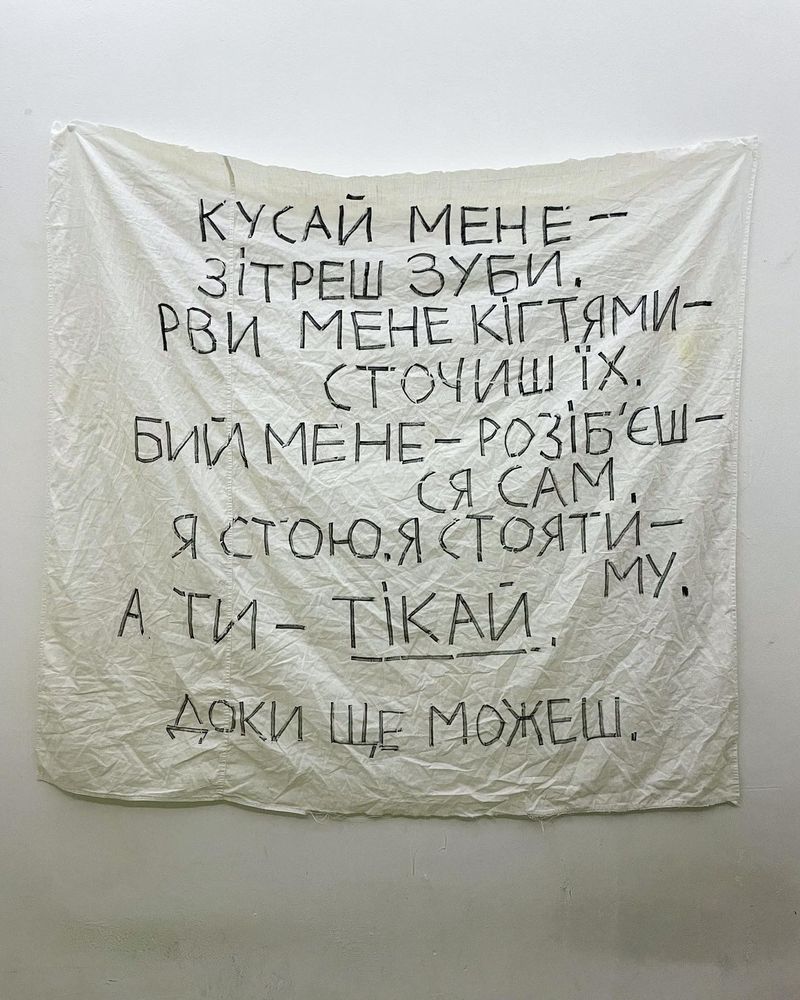 КУСАЙ МЕНЕ –
ЗІТРЕШ ЗУБИ.
РВИ МЕНЕ КІГТЯМИ –
СТОЧИШ ЇХ.
БИЙ МЕНЕ – РОЗІБ'ЄШ-
СЯ САМ.
Я СТОЮ. Я СТОЯТИ-
МУ.
А ТИ – ТІКАЙ.
ДОКИ ЩЕ МОЖЕШ.